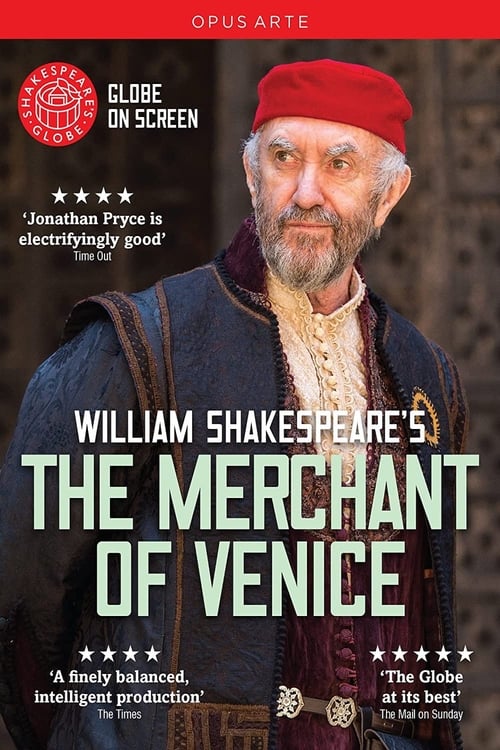 OPUS ARTE
SHAKESPEARE'S
GLOBE
GLOBE
ON SCREEN
★★★★
‘Jonathan Pryce is
electrifyingly good’
Time Out
WILLIAM SHAKESPEARE'S
THE MERCHANT
OF VENICE
★★★★
‘A finely balanced,
intelligent production’
The Times
★★★★★
‘The Globe
at its best’
The Mail on Sunday